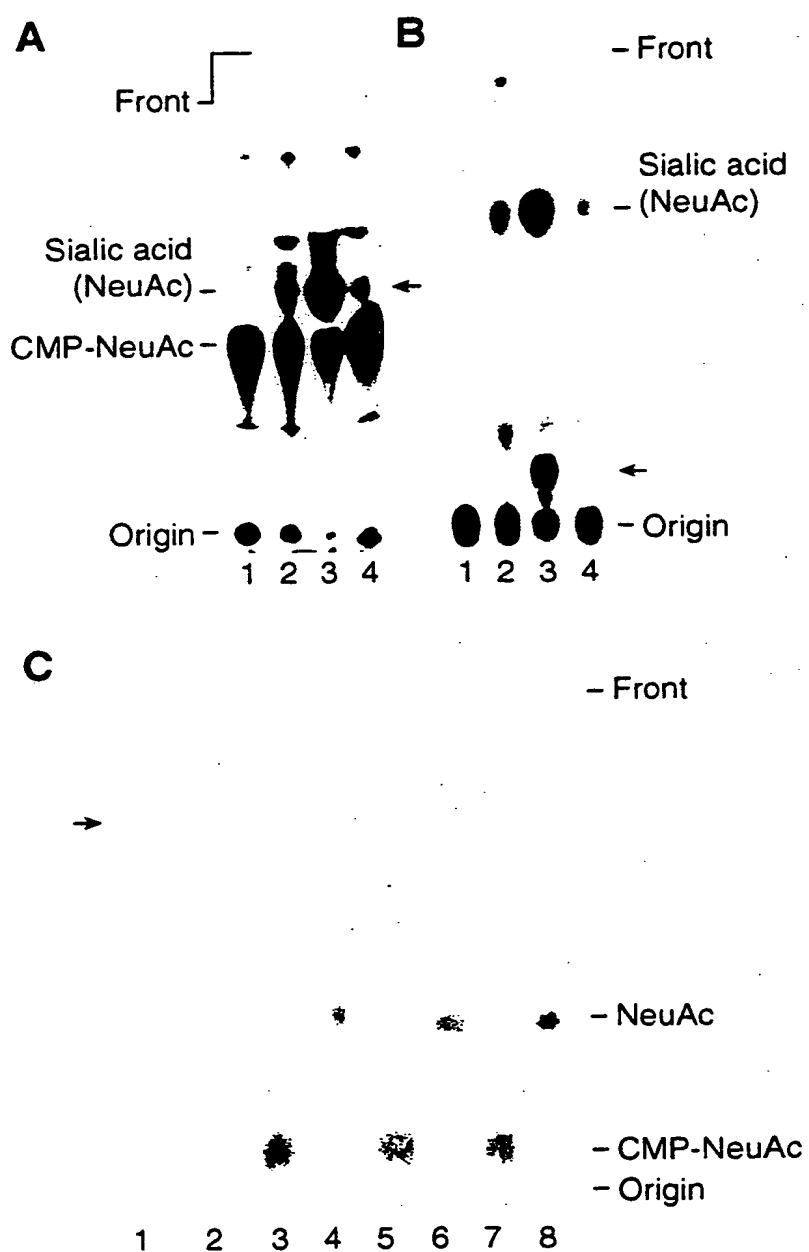 A
Front
Sialic acid
(NeuAc)
CMP-NeuAc
Origin
1 2 3 4
B
Front
Sialic acid
(NeuAc)
Origin
1 2 3 4
C
Front
NeuAc
CMP-NeuAc
Origin
1 2 3 4 5 6 7 8